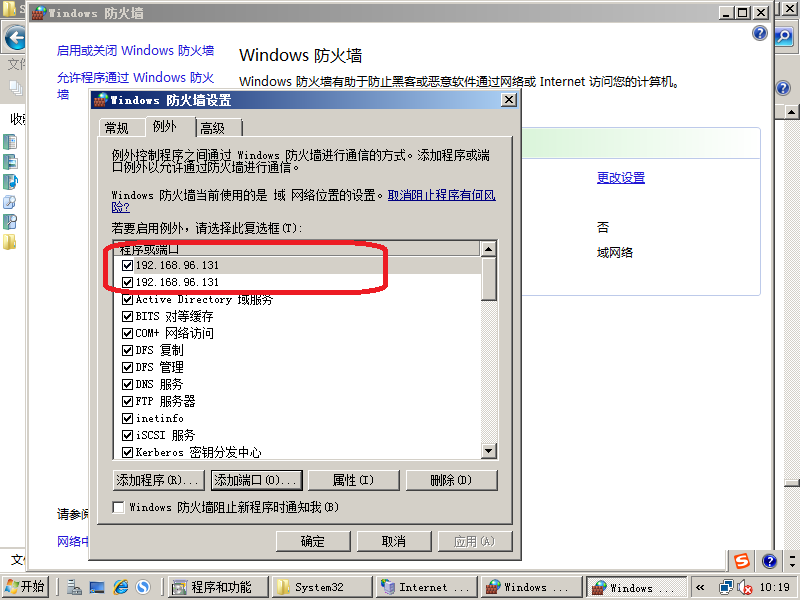 S
Windows 防火墙
启用或关闭 Windows 防火墙
允许程序通过 Windows 防火
墙
Windows 防火墙
Windows 防火墙有助于防止黑客或恶意软件通过网络或 Internet 访问您的计算机。
文件
收藏
更改设置
否
域网络
Windows 防火墙设置
常规
例外
高级
例外控制程序之间通过 Windows 防火墙进行通信的方式。添加程序或端
口例外以允许通过防火墙进行通信。
Windows 防火墙当前使用的是 域 网络位置的设置。取消阻止程序有何风
险?
若要启用例外，请选择此复选框(T):
程序或端口
192.168.96.131
192.168.96.131
Active Directory 域服务
BITS 对等缓存
COM+ 网络访问
DFS 复制
DFS 管理
DNS 服务
FTP 服务器
inetinfo
iSCSI 服务
Kerberos 密钥分发中心
添加程序(R)...
添加端口(O)...
属性(I)
删除(D)
Windows 防火墙阻止新程序时通知我(B)
确定
取消
应用(A)
请参阅
网络中
文化
开始
程序和功能
System32
Internet ...
Windows ...
Windows ...
«
10:19